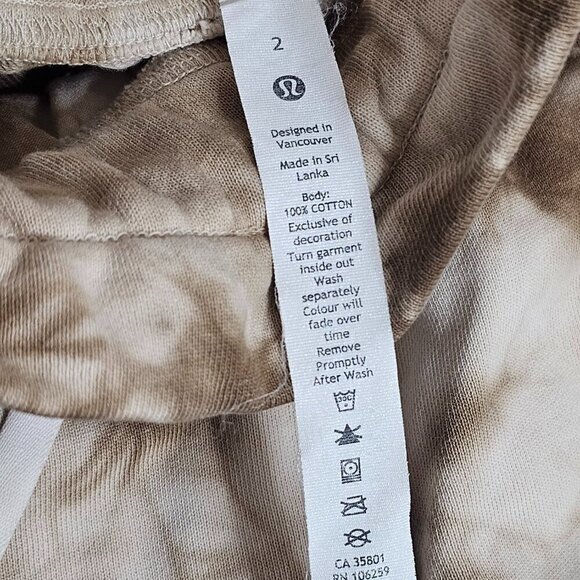 2
Designed in
Vancouver
Made in Sri
Lanka
Body:
100% COTTON
Exclusive of
decoration
Turn garment
inside out
Wash
separately
Colour will
fade over
time
Remove
Promptly
After Wash
30C
CA 35801
RN 106259